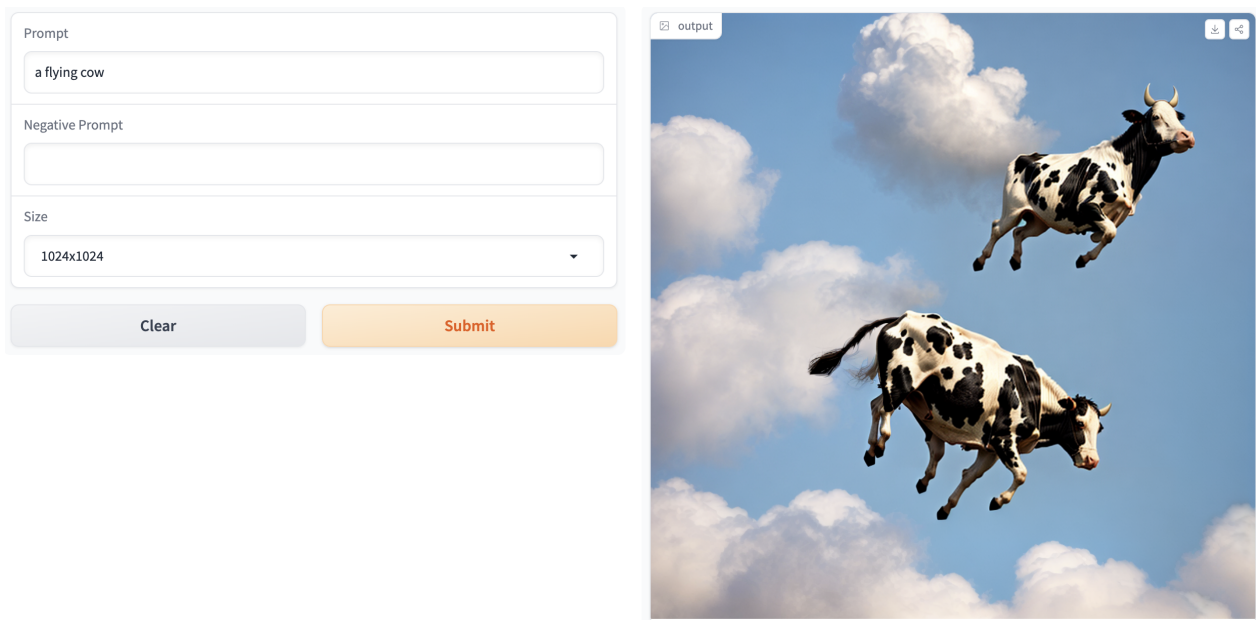 Prompt
a flying cow
Negative Prompt
Size
1024x1024
Clear
Submit
output